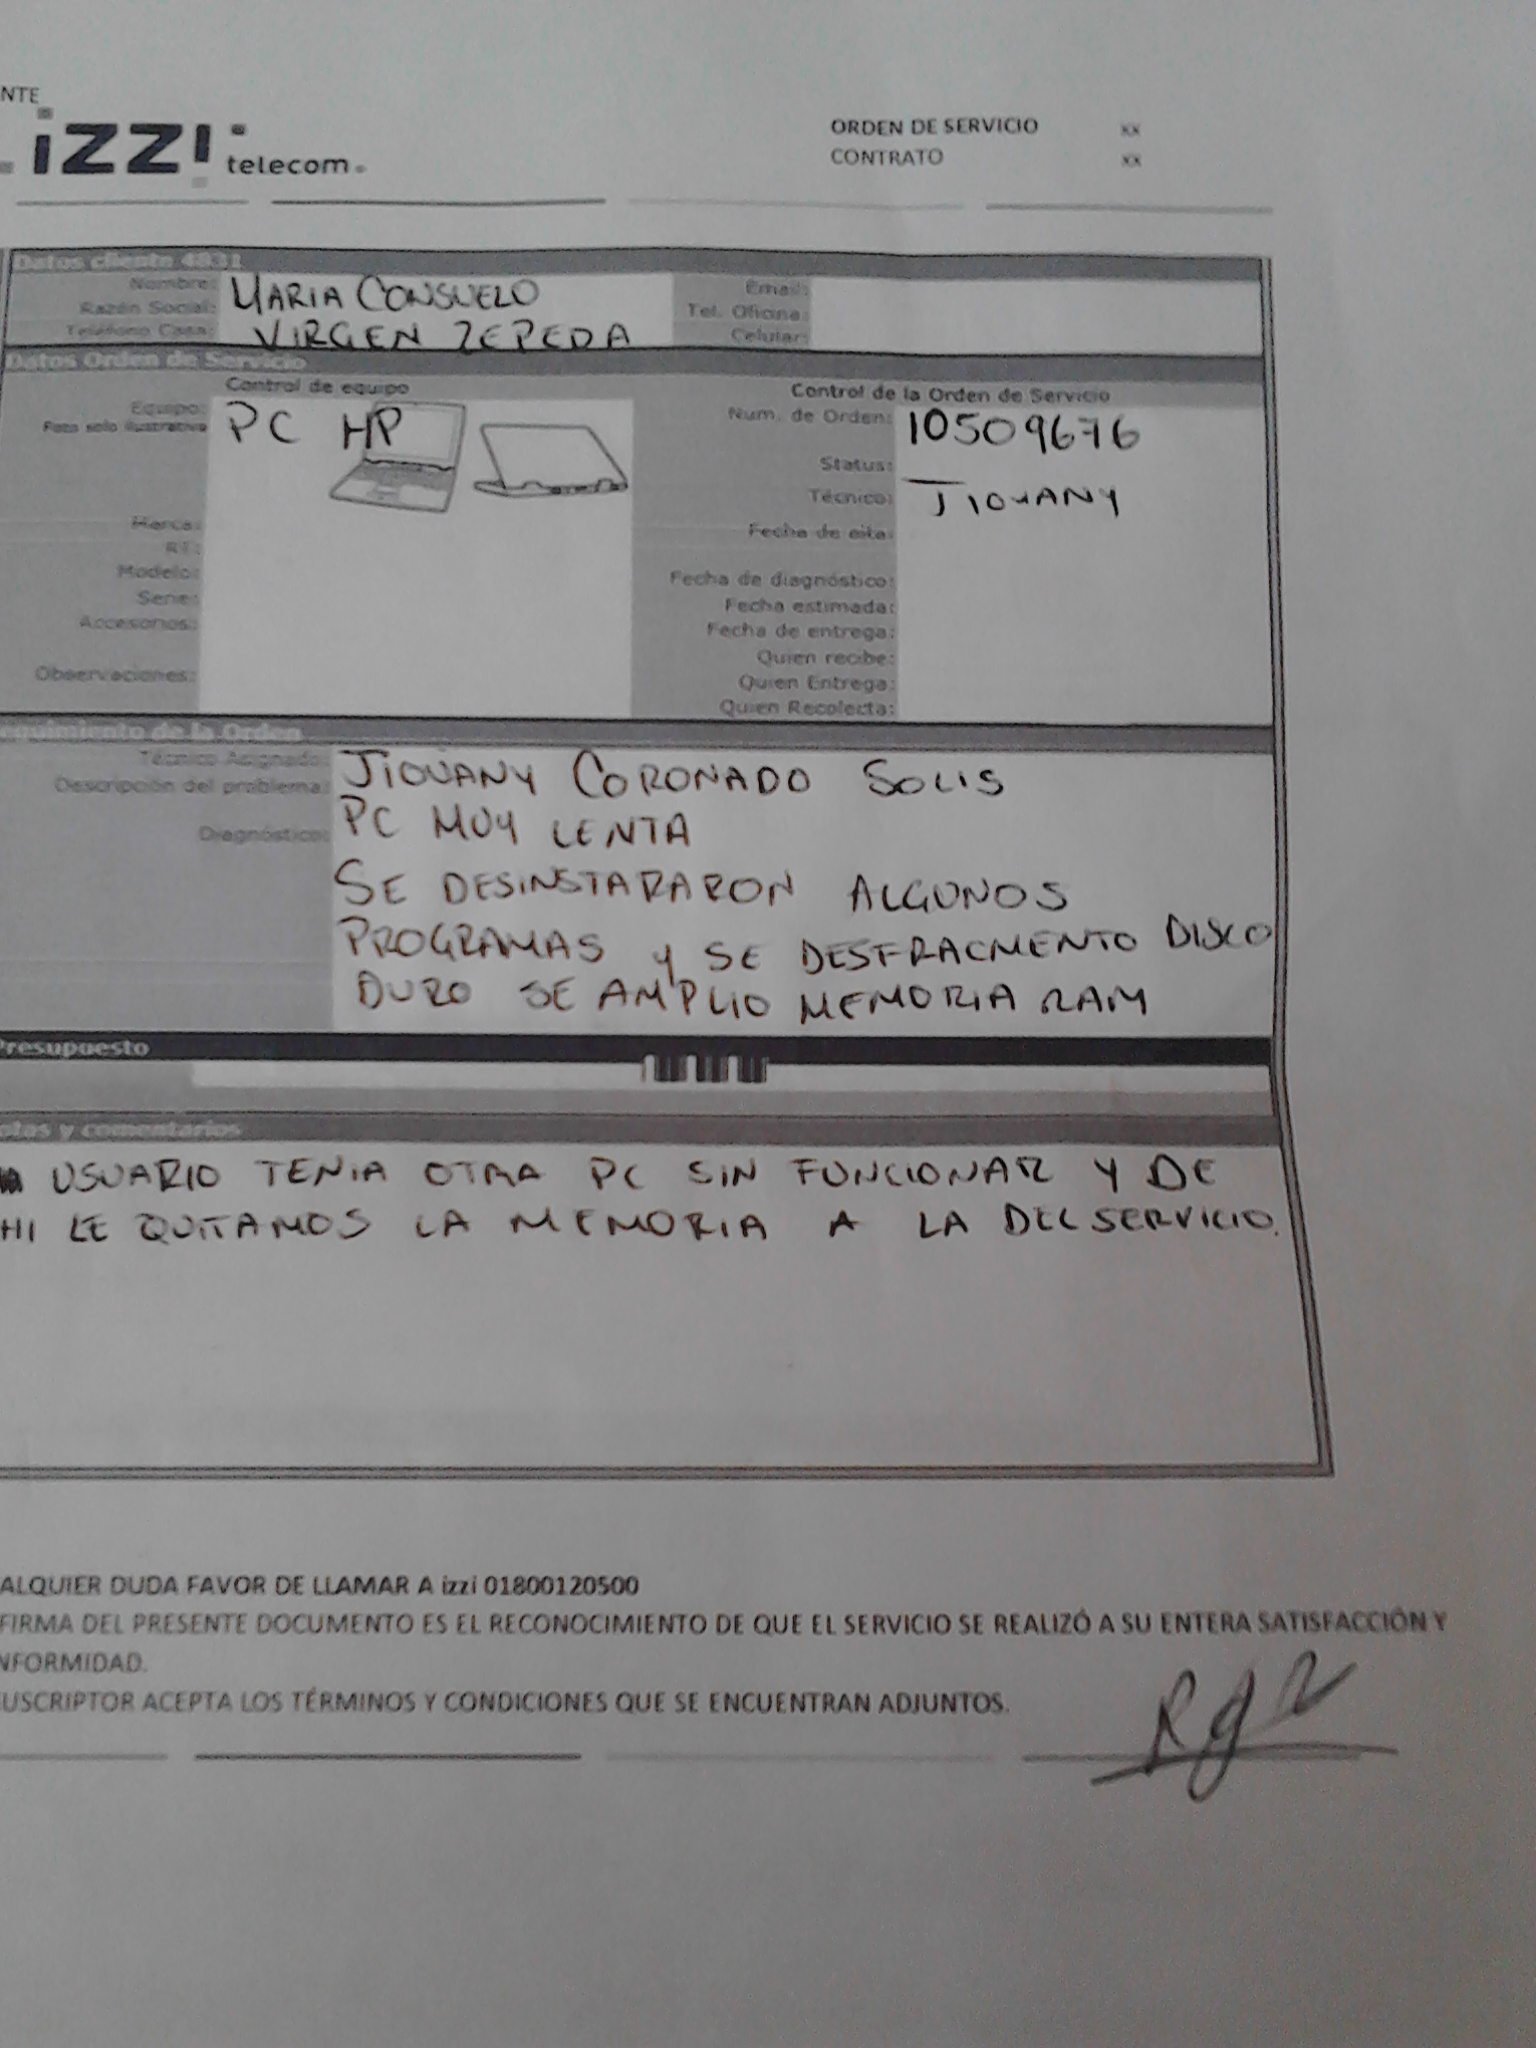 NTE
izzi telecom
ORDEN DE SERVICIO xx
CONTRATO xx
Datos cliente 4831
Nombre: MARIA CONSUELO
Razón Social:
Teléfono Casa: VIRGEN ZEPEDA
Email:
Tel. Oficina:
Celular:
Datos Orden de Servicio
Control de equipo
Equipo: PC HP
Foto solo ilustrativa
Marca:
RT:
Modelo:
Serie:
Accesorios:
Observaciones:
Control de la Orden de Servicio
Num. de Orden: 10509676
Status:
Técnico: JIOVANY
Fecha de cita:
Fecha de diagnóstico:
Fecha estimada:
Fecha de entrega:
Quien recibe:
Quien Entrega:
Quien Recolecta:
eguimiento de la Orden
Técnico Asignado: JIOVANY CORONADO SOLIS
Descripción del problema: PC MUY LENTA
Diagnóstico:
SE DESINSTARARON ALGUNOS
PROGRAMAS Y SE DESFRACMENTO DISCO
DURO SE AMPLIO MEMORIA RAM
Presupuesto
otas y comentarios
USUARIO TENIA OTRA PC SIN FUNCIONAR Y DE
HI LE QUITAMOS LA MEMORIA A LA DEL SERVICIO.
ALQUIER DUDA FAVOR DE LLAMAR A izzi 01800120500
FIRMA DEL PRESENTE DOCUMENTO ES EL RECONOCIMIENTO DE QUE EL SERVICIO SE REALIZÓ A SU ENTERA SATISFACCIÓN Y
NFORMIDAD.
USCRIPTOR ACEPTA LOS TÉRMINOS Y CONDICIONES QUE SE ENCUENTRAN ADJUNTOS.